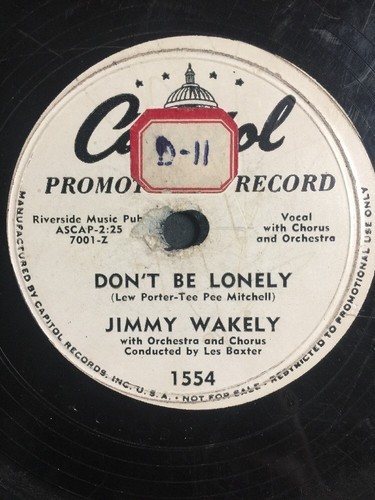 Capitol
D-11
PROMOTIONAL RECORD
Riverside Music Pub
ASCAP-2:25
7001-Z
Vocal
with Chorus
and Orchestra
DON'T BE LONELY
(Lew Porter-Tee Pee Mitchell)
JIMMY WAKELY
with Orchestra and Chorus
Conducted by Les Baxter
1554
MANUFACTURED BY CAPITOL RECORDS, INC. U.S.A. • NOT FOR SALE - RESTRICTED TO PROMOTIONAL USE ONLY